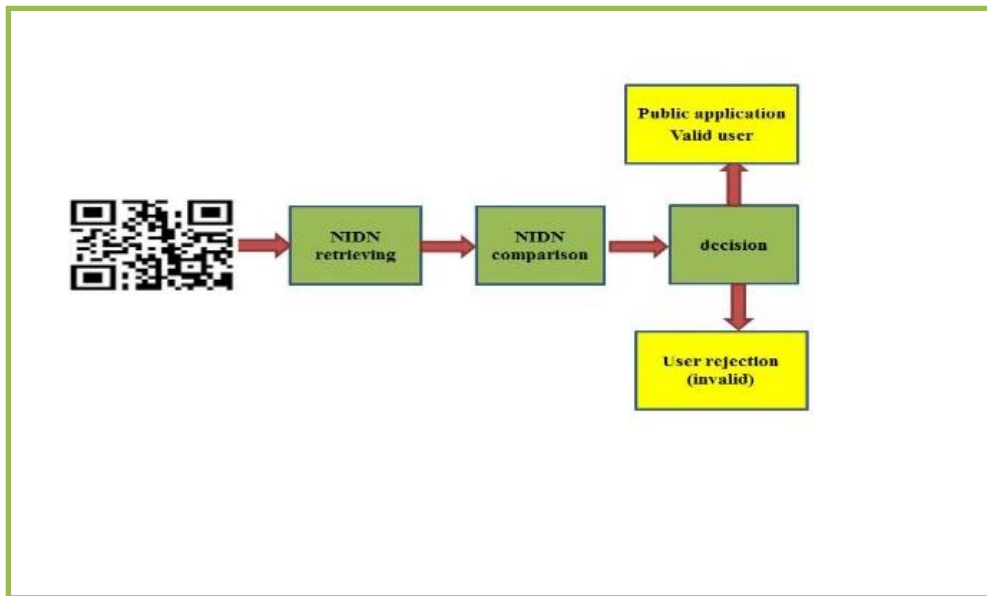 Public application
Valid user
NIDN
retrieving
NIDN
comparison
decision
User rejection
(invalid)